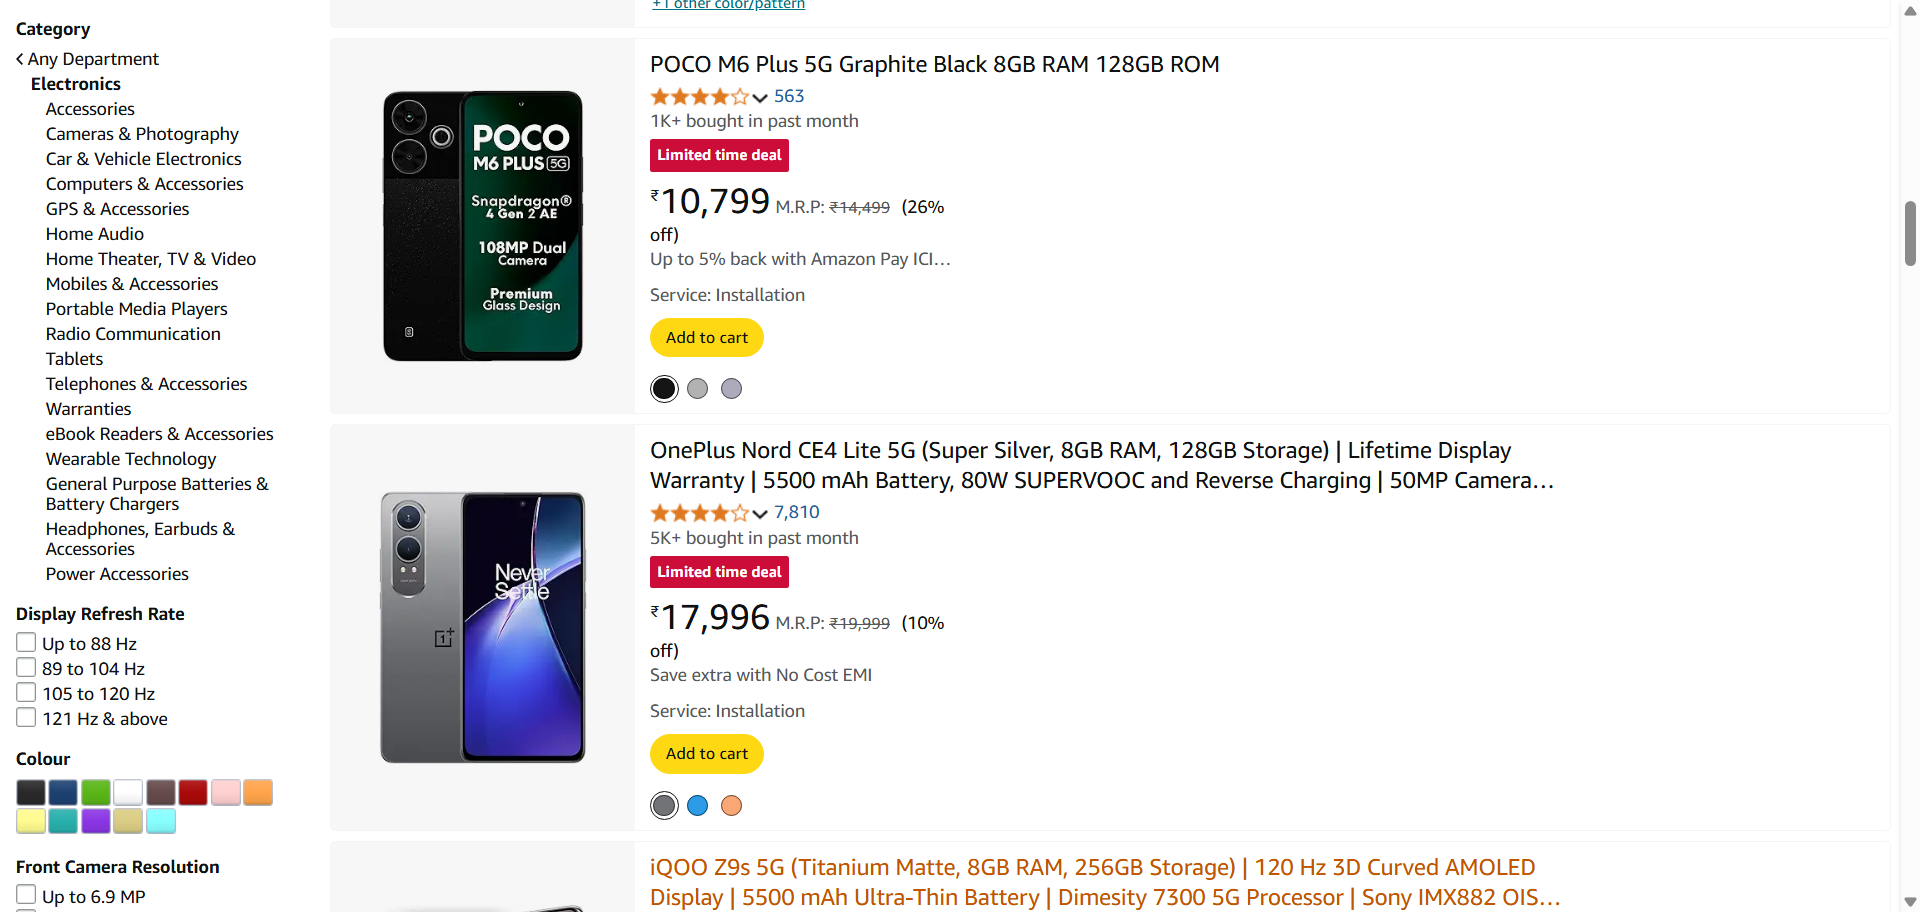 Category
Any Department
Electronics
Accessories
Cameras & Photography
Car & Vehicle Electronics
Computers & Accessories
GPS & Accessories
Home Audio
Home Theater, TV & Video
Mobiles & Accessories
Portable Media Players
Radio Communication
Tablets
Telephones & Accessories
Warranties
eBook Readers & Accessories
Wearable Technology
General Purpose Batteries &
Battery Chargers
Headphones, Earbuds &
Accessories
Power Accessories
Display Refresh Rate
Up to 88 Hz
89 to 104 Hz
105 to 120 Hz
121 Hz & above
Colour
Front Camera Resolution
Up to 6.9 MP
+1 other color/pattern
POCO
M6 PLUS 5G
Snapdragon®
4 Gen 2 AE
108MP Dual
Camera
Premium
Glass Design
POCO M6 Plus 5G Graphite Black 8GB RAM 128GB ROM
563
1K+ bought in past month
Limited time deal
₹10,799 M.R.P: ₹14,499 (26%
off)
Up to 5% back with Amazon Pay ICI…
Service: Installation
Add to cart
Never
Settle
OnePlus Nord CE4 Lite 5G (Super Silver, 8GB RAM, 128GB Storage) | Lifetime Display
Warranty | 5500 mAh Battery, 80W SUPERVOOC and Reverse Charging | 50MP Camera…
7,810
5K+ bought in past month
Limited time deal
₹17,996 M.R.P: ₹19,999 (10%
off)
Save extra with No Cost EMI
Service: Installation
Add to cart
iQOO Z9s 5G (Titanium Matte, 8GB RAM, 256GB Storage) | 120 Hz 3D Curved AMOLED
Display | 5500 mAh Ultra-Thin Battery | Dimesity 7300 5G Processor | Sony IMX882 OIS…